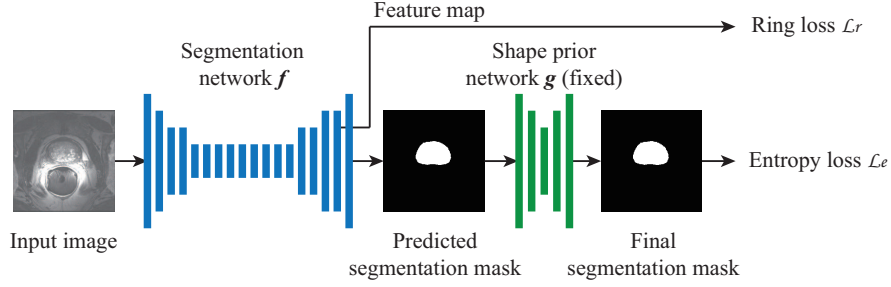 Feature map
Ring loss ℒr
Segmentation
network f
Shape prior
network g (fixed)
Entropy loss ℒe
Input image
Predicted
segmentation mask
Final
segmentation mask